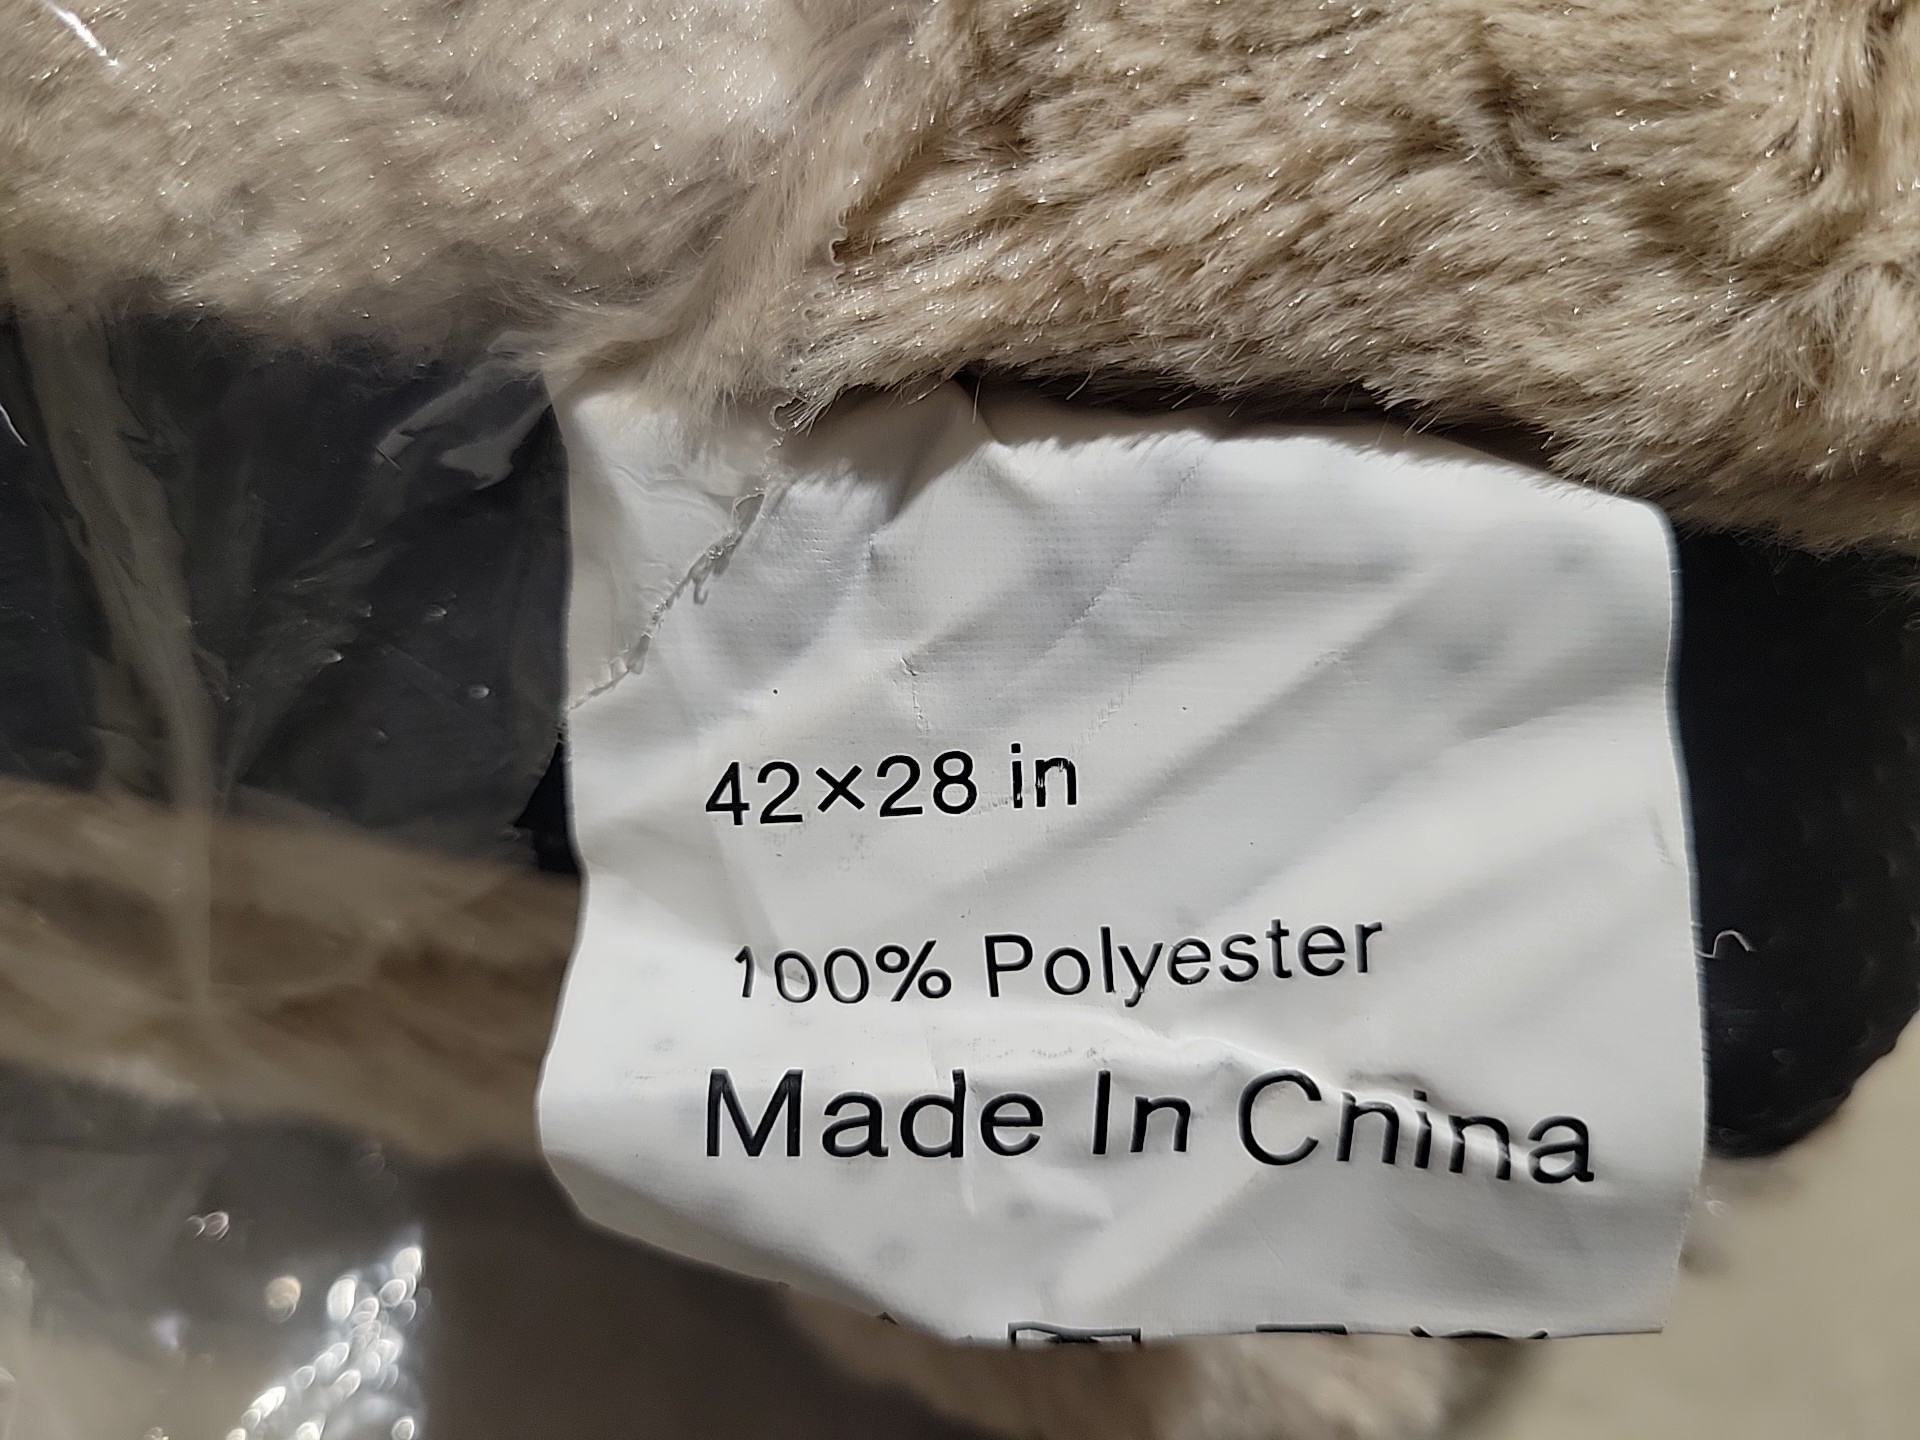 42×28 in
100% Polyester
Made In China